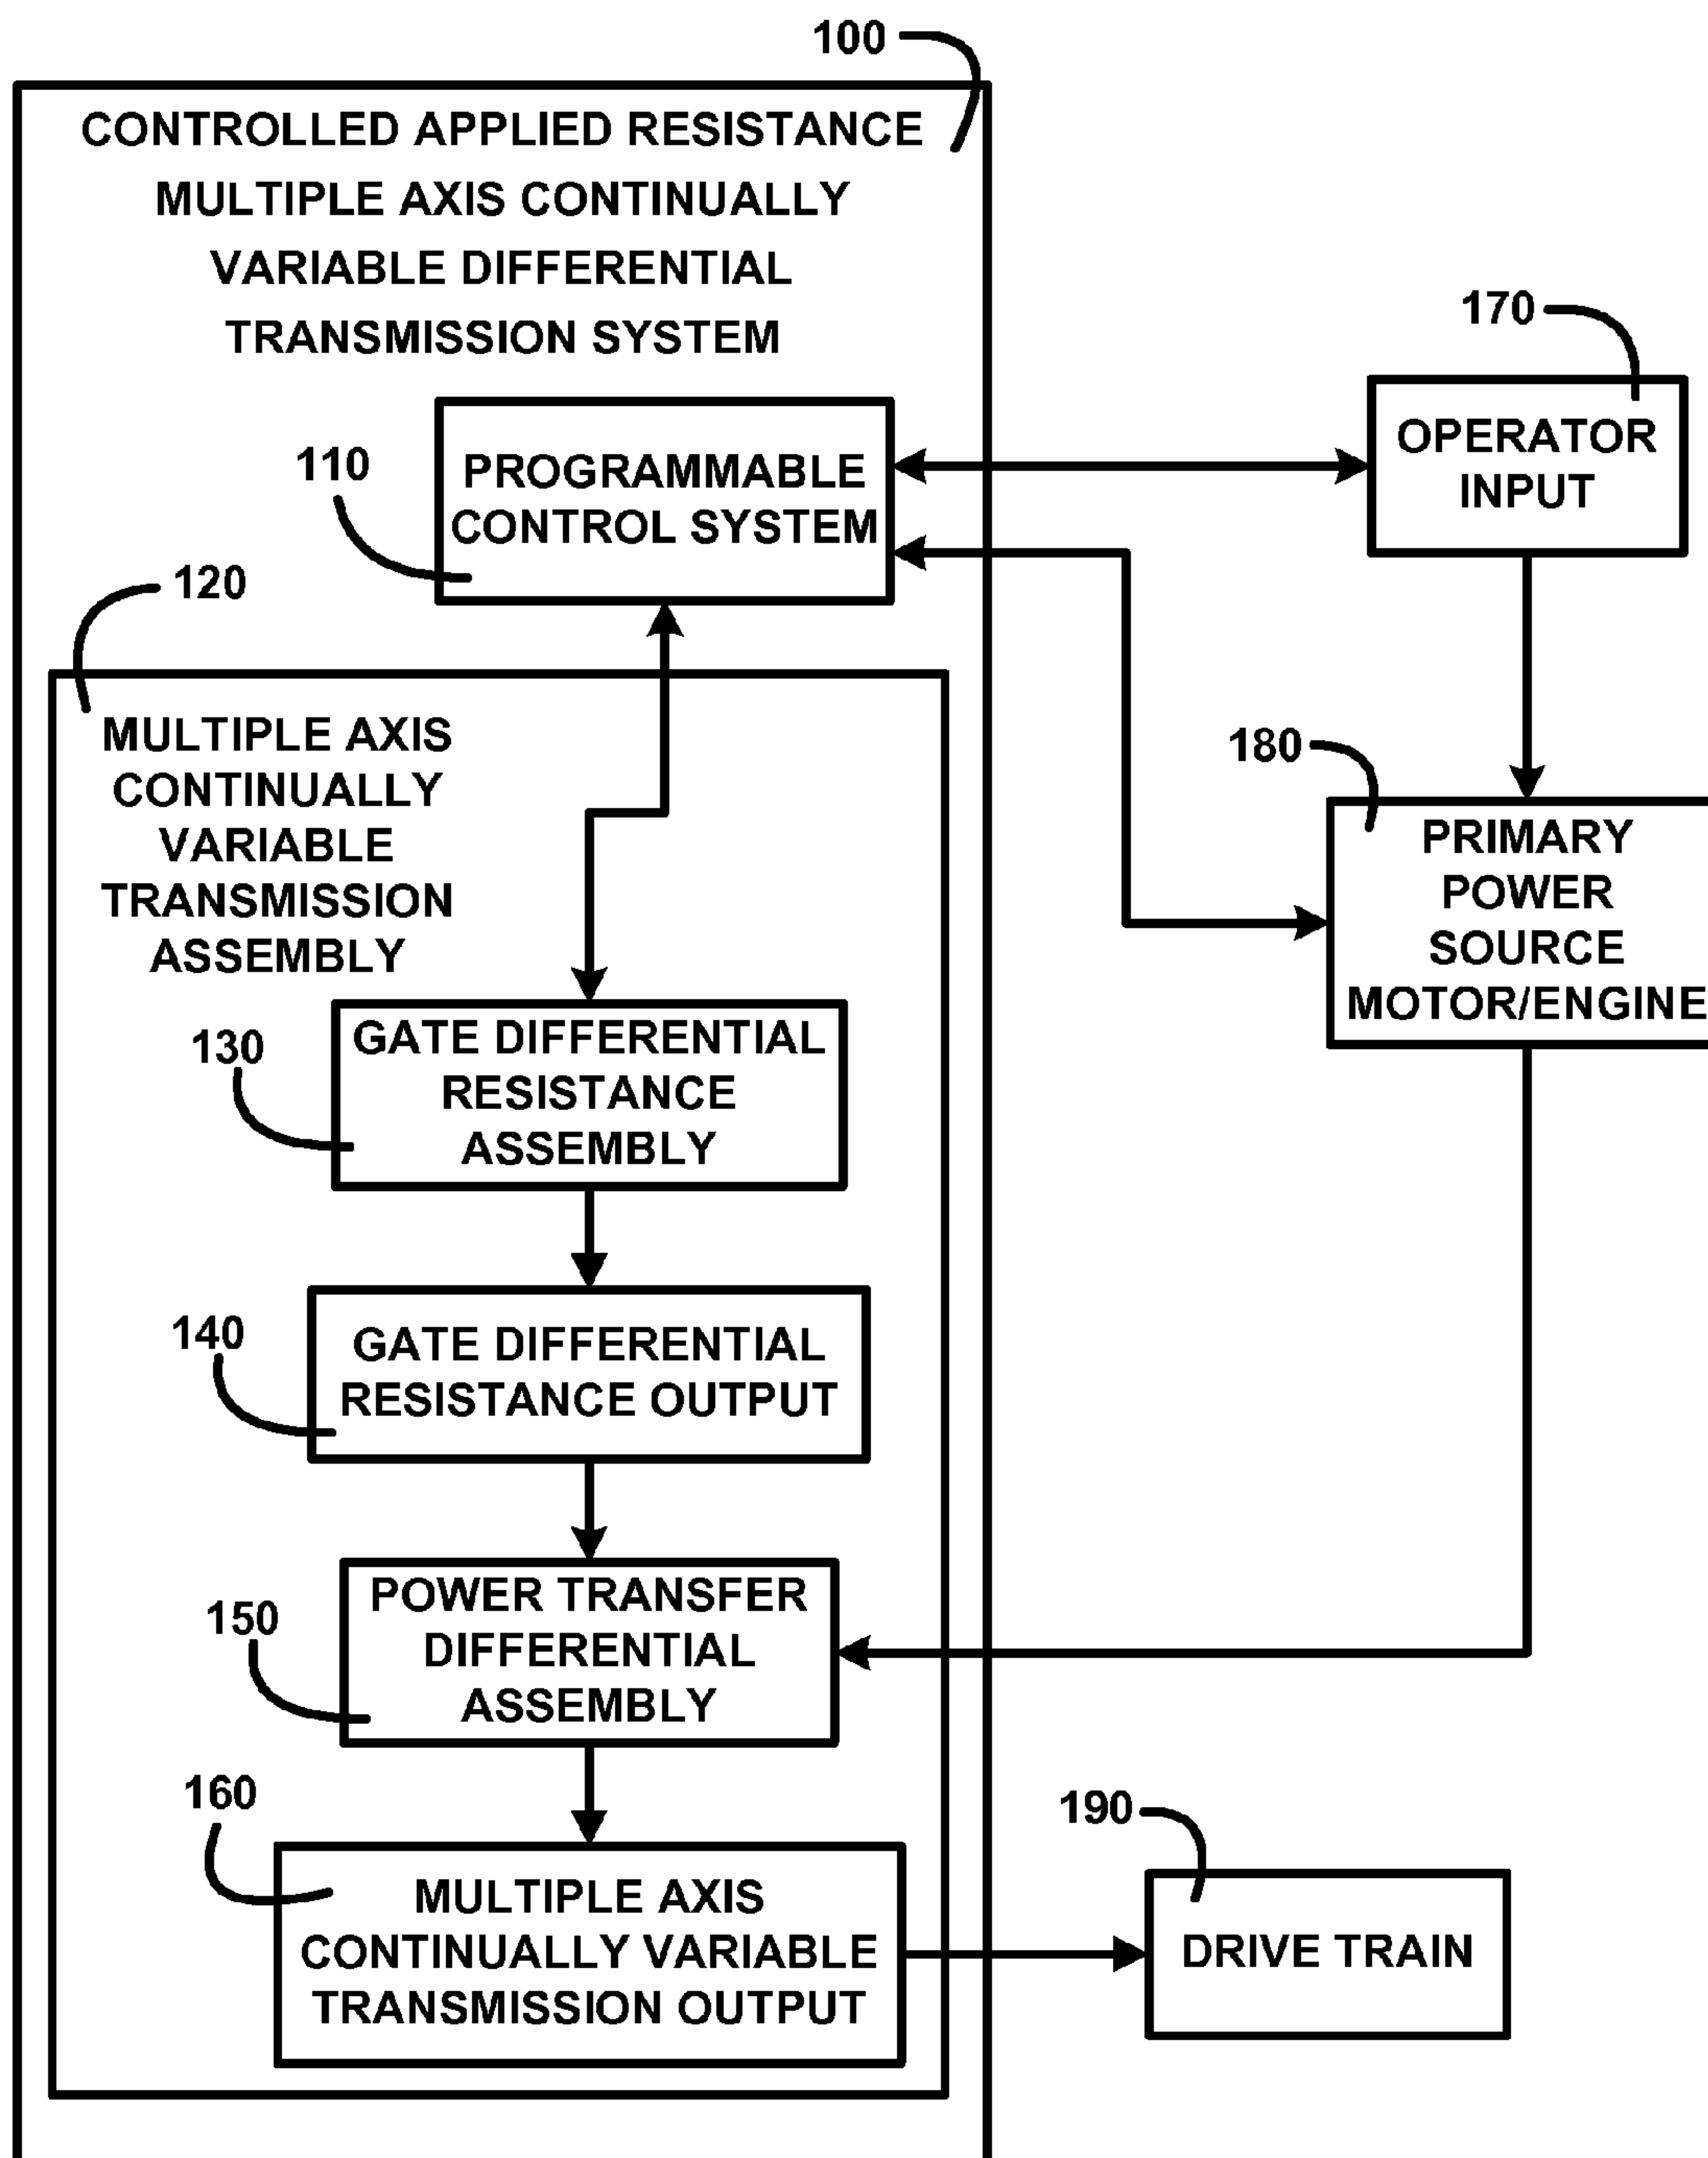 100
CONTROLLED APPLIED RESISTANCE
MULTIPLE AXIS CONTINUALLY
VARIABLE DIFFERENTIAL
TRANSMISSION SYSTEM
170
OPERATOR
INPUT
110
PROGRAMMABLE
CONTROL SYSTEM
120
MULTIPLE AXIS
CONTINUALLY
VARIABLE
TRANSMISSION
ASSEMBLY
180
PRIMARY
POWER
SOURCE
MOTOR/ENGINE
130
GATE DIFFERENTIAL
RESISTANCE
ASSEMBLY
140
GATE DIFFERENTIAL
RESISTANCE OUTPUT
150
POWER TRANSFER
DIFFERENTIAL
ASSEMBLY
160
MULTIPLE AXIS
CONTINUALLY VARIABLE
TRANSMISSION OUTPUT
190
DRIVE TRAIN